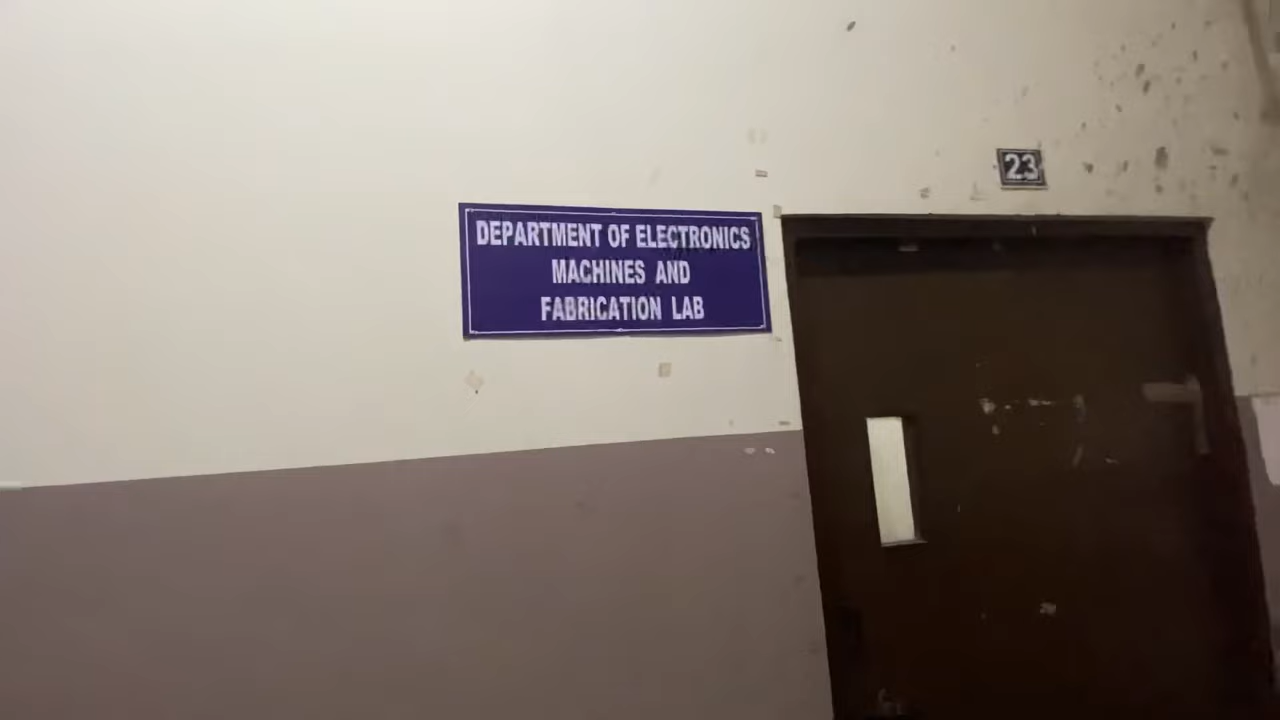 DEPARTMENT OF ELECTRONICS
MACHINES AND
FABRICATION LAB
23